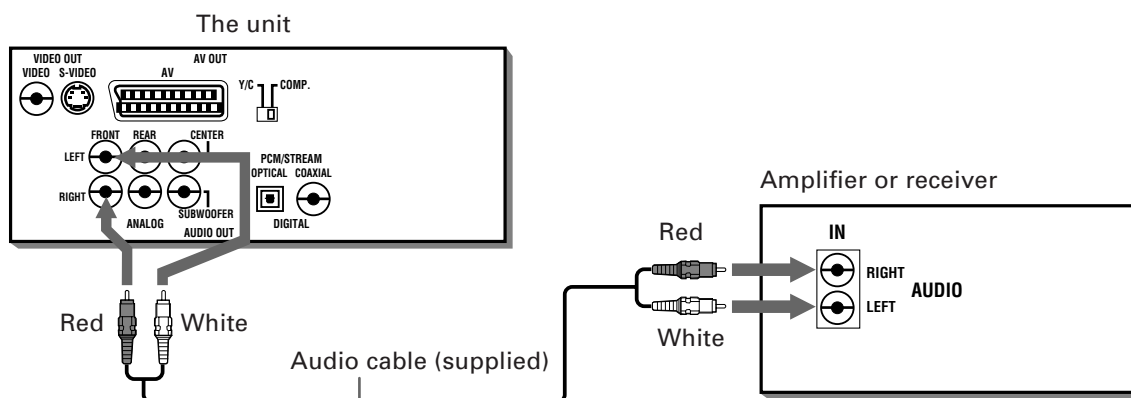 The unit
VIDEO OUT
AV OUT
VIDEO S-VIDEO
AV
Y/C COMP.
FRONT REAR CENTER
LEFT
PCM/STREAM
OPTICAL COAXIAL
RIGHT
SUBWOOFER
ANALOG
DIGITAL
AUDIO OUT
Amplifier or receiver
Red
IN
RIGHT
AUDIO
LEFT
White
Red
White
Audio cable (supplied)